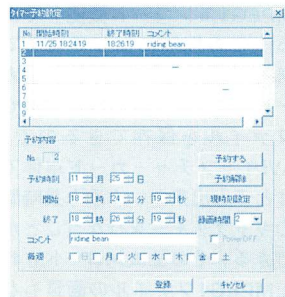 タイマー予約設定
No 開始時刻 終了時刻 コメント
1 11/25 18:24:19 18:26:19 riding bean
2
3
4
5
6
7
8
9
予約内容
No 2 予約する
予約時刻 11 月 25 日 予約解除
開始 18 時 24 分 19 秒 現時刻設定
終了 18 時 26 分 19 秒 録画時間 2
コメント riding bean PowerOFF
毎週 日 月 火 水 木 金 土
登録 キャンセル